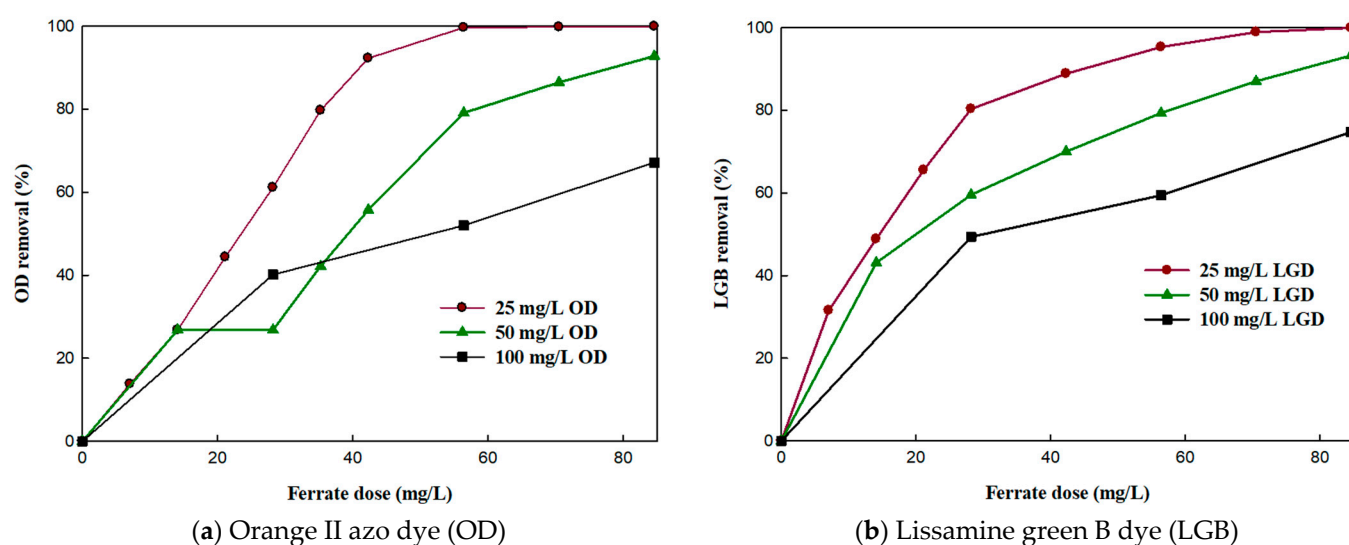 100
80
60
40
20
0
OD removal (%)
25 mg/L OD
50 mg/L OD
100 mg/L OD
0 20 40 60 80
Ferrate dose (mg/L)
(a) Orange II azo dye (OD)
100
80
60
40
20
0
LGB removal (%)
25 mg/L LGD
50 mg/L LGD
100 mg/L LGD
0 20 40 60 80
Ferrate dose (mg/L)
(b) Lissamine green B dye (LGB)